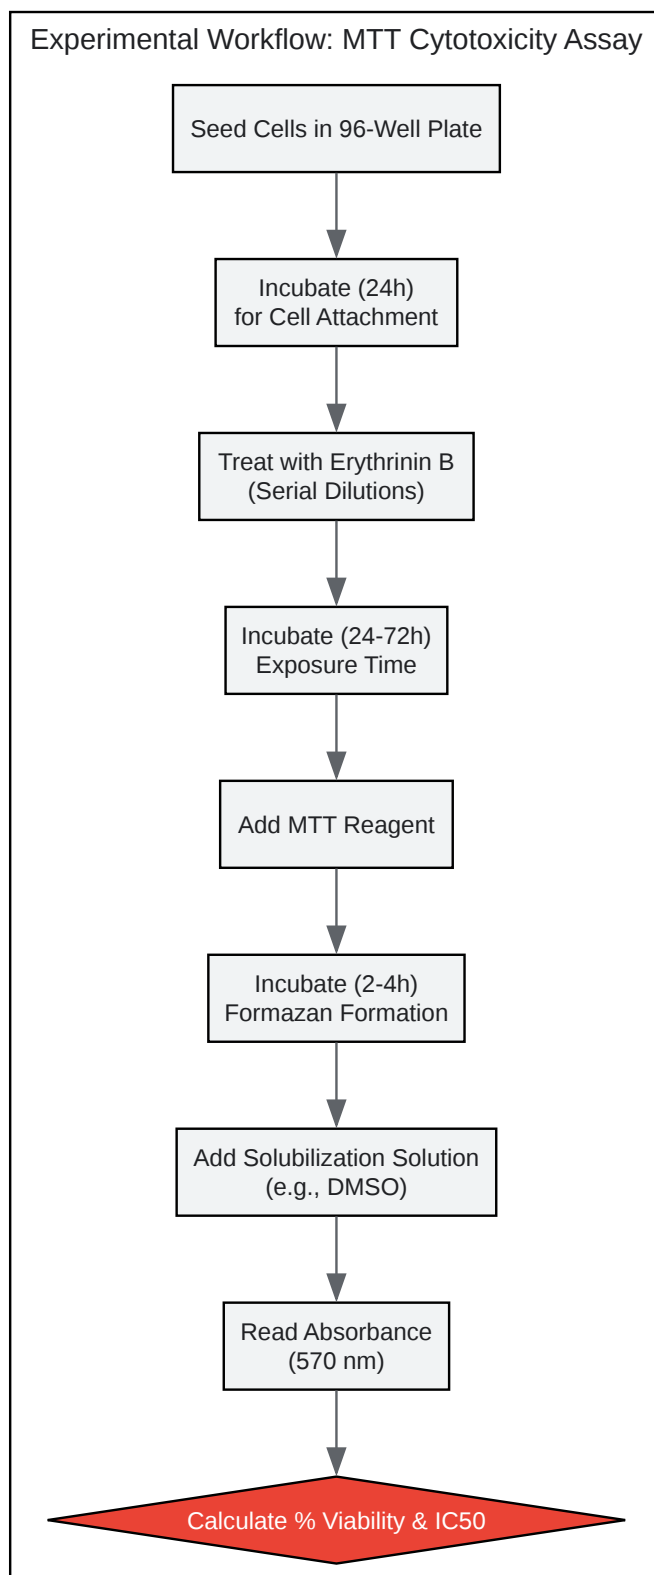 Experimental Workflow: MTT Cytotoxicity Assay
Seed Cells in 96-Well Plate
Incubate (24h)
for Cell Attachment
Treat with Erythrinin B
(Serial Dilutions)
Incubate (24-72h)
Exposure Time
Add MTT Reagent
Incubate (2-4h)
Formazan Formation
Add Solubilization Solution
(e.g., DMSO)
Read Absorbance
(570 nm)
Calculate % Viability & IC50